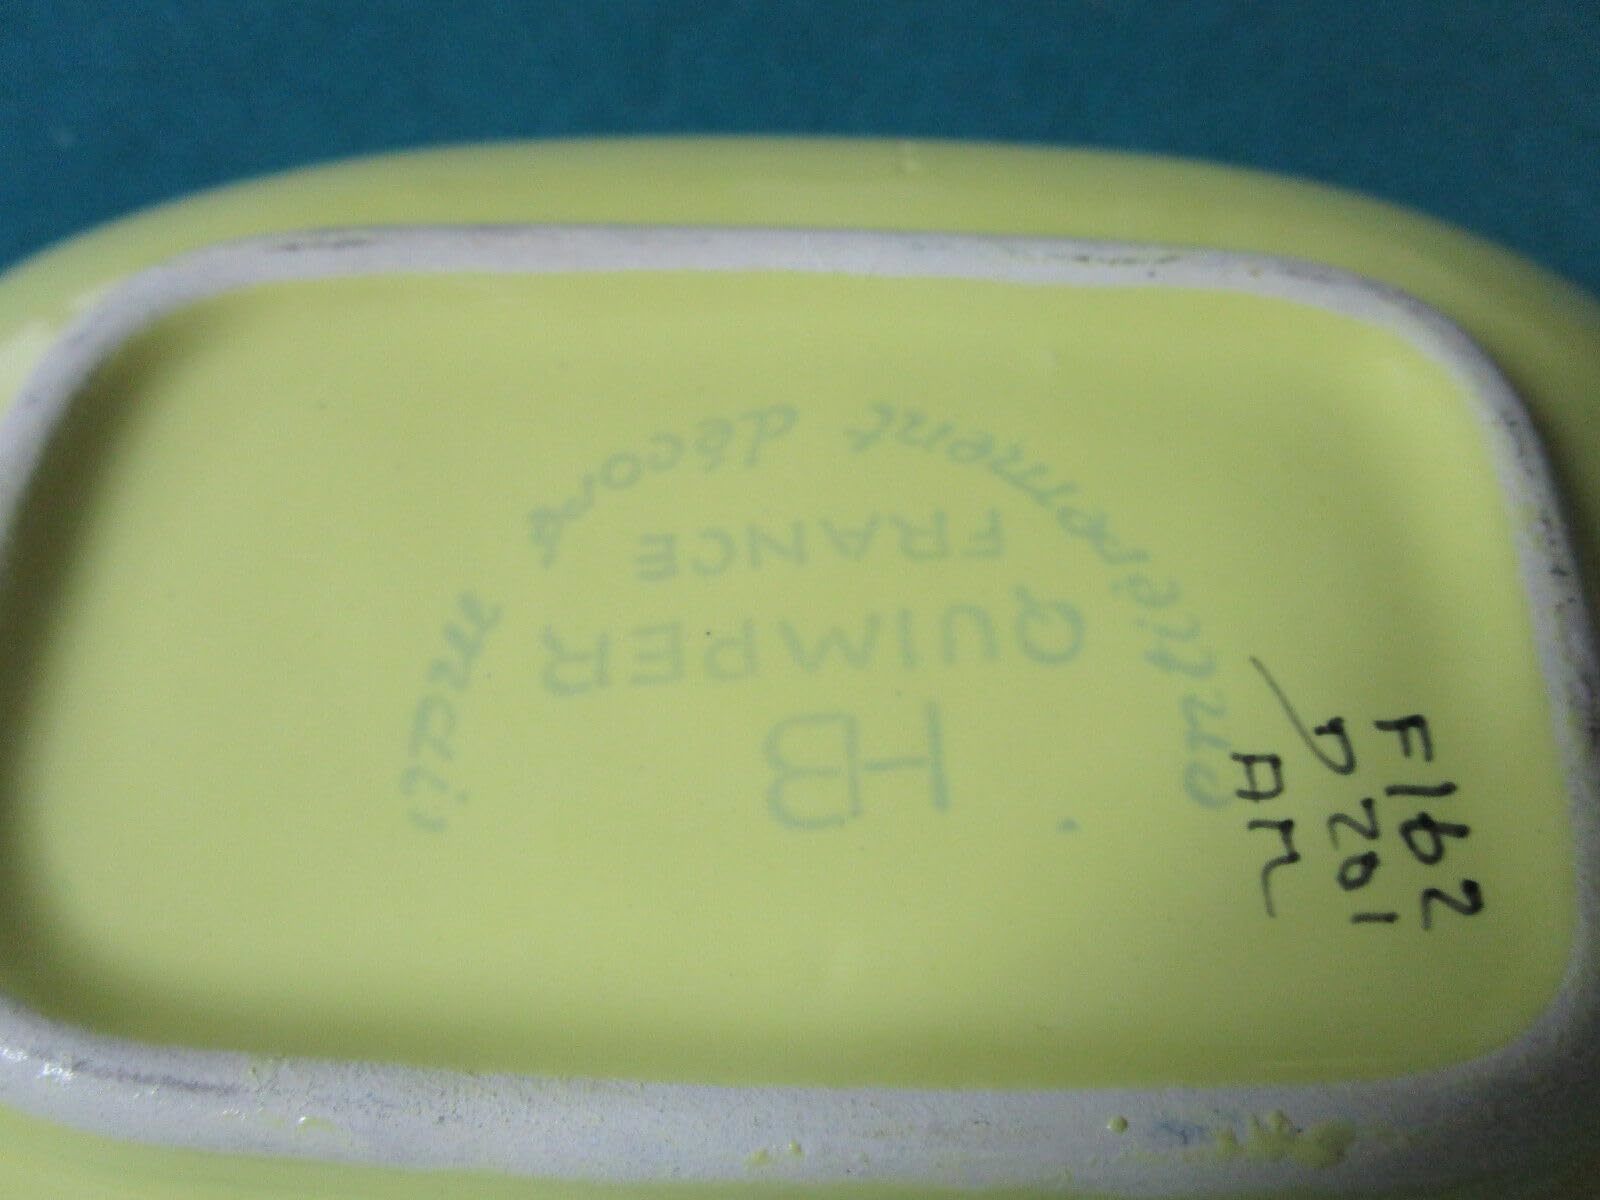 entièrement décoré main
HB
QUIMPER
FRANCE
F162
D201
AM